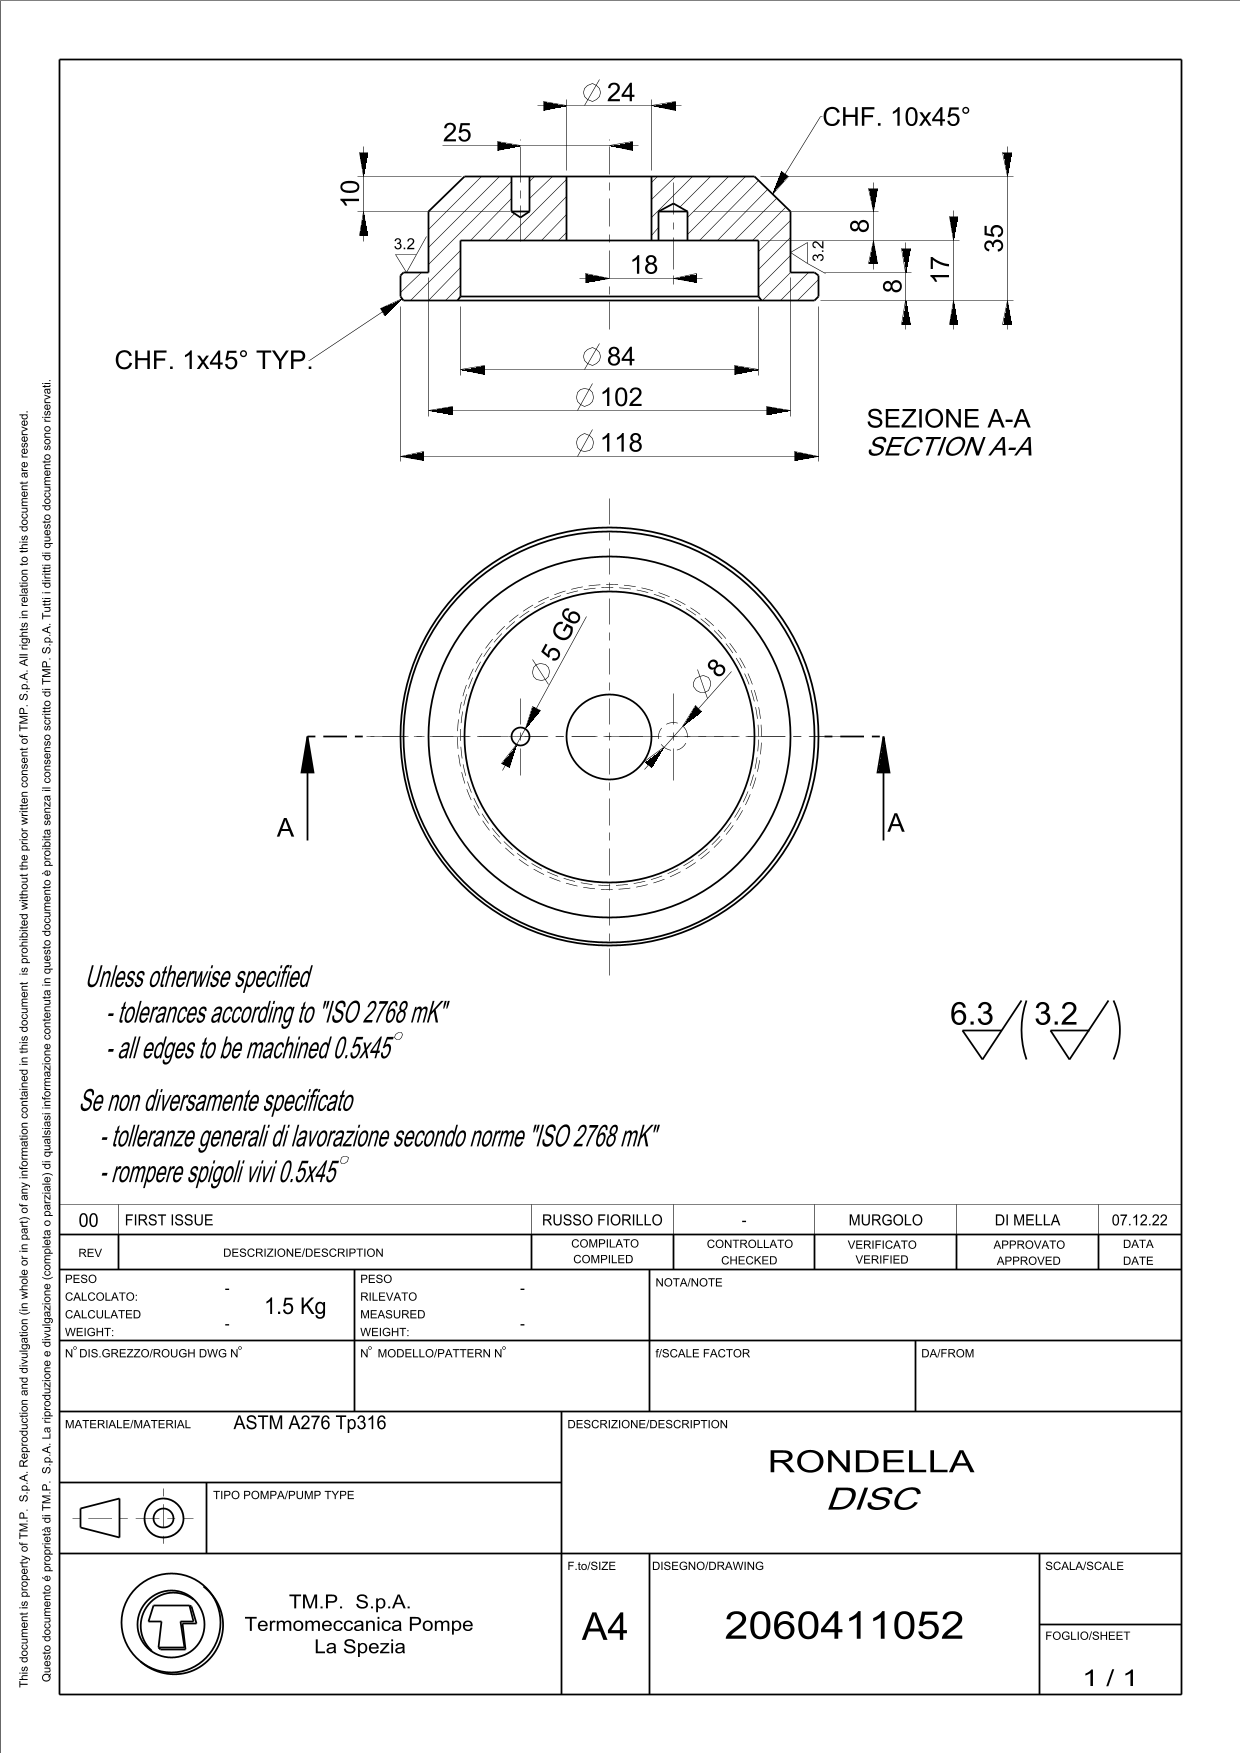 ⌀ 24
CHF. 10x45°
25
10
3.2
8
3.2
35
17
8
18
CHF. 1x45° TYP.
⌀ 84
⌀ 102
⌀ 118
SEZIONE A-A
SECTION A-A
⌀ 5 G6
⌀ 8
A
A
Unless otherwise specified
- tolerances according to "ISO 2768 mK"
- all edges to be machined 0.5x45°
6.3 ( 3.2 )
Se non diversamente specificato
- tolleranze generali di lavorazione secondo norme "ISO 2768 mK"
- rompere spigoli vivi 0.5x45°
This document is property of TM.P. S.p.A. Reproduction and divulgation (in whole or in part) of any information contained in this document is prohibited without the prior written consent of TMP. S.p.A. All rights in relation to this document are reserved.
Questo documento é proprietà di TM.P. S.p.A. La riproduzione e divulgazione (completa o parziale) di qualsiasi informazione contenuta in questo documento è proibita senza il consenso scritto di TMP. S.p.A. Tutti i diritti di questo documento sono riservati.
00 FIRST ISSUE RUSSO FIORILLO - MURGOLO DI MELLA 07.12.22
REV DESCRIZIONE/DESCRIPTION
COMPILATO CONTROLLATO VERIFICATO APPROVATO DATA
COMPILED CHECKED VERIFIED APPROVED DATE
PESO
CALCOLATO: -
CALCULATED
WEIGHT: -
1.5 Kg
PESO
RILEVATO -
MEASURED
WEIGHT: -
NOTA/NOTE
N° DIS.GREZZO/ROUGH DWG N°
N° MODELLO/PATTERN N°
f/SCALE FACTOR
DA/FROM
MATERIALE/MATERIAL ASTM A276 Tp316
DESCRIZIONE/DESCRIPTION
RONDELLA
DISC
TIPO POMPA/PUMP TYPE
TM.P. S.p.A.
Termomeccanica Pompe
La Spezia
F.to/SIZE
A4
DISEGNO/DRAWING
2060411052
SCALA/SCALE
FOGLIO/SHEET
1 / 1